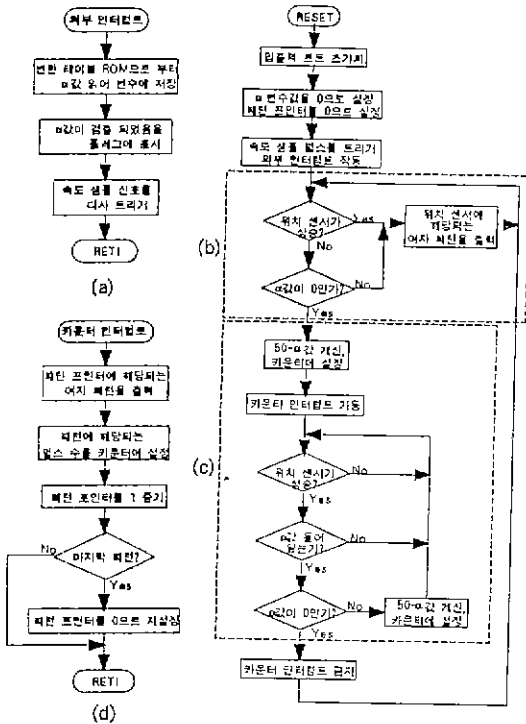 외부 인터럽트
변환 테이블 ROM으로 부터
α값 읽어 변수에 저장
α값이 검출 되었음을
플래그에 표시
속도 샘플 신호를
다시 트리거
RETI
(a)
RESET
입출력 포트 초기화
α 변수값을 0으로 설정
패턴 포인터를 0으로 설정
속도 샘플 펄스를 트리거
외부 인터럽트 작동
위치 센서가
상승?
Yes
No
위치 센서에
해당되는
여자 패턴을 출력
(b)
α값이 0인가?
No
Yes
50-α값 계산,
카운터에 설정
카운터 인터럽트 가동
(c)
위치 센서가
상승?
No
Yes
α값 들어
왔는가?
No
Yes
α값이 0인가?
No
50-α값 계산,
카운터에 설정
Yes
카운터 인터럽트 금지
카운터 인터럽트
패턴 포인터에 해당되는
여자 패턴을 출력
패턴에 해당되는
펄스 수를 카운터에 설정
패턴 포인터를 1 증가
No
마지막 패턴?
Yes
패턴 포인터를 0으로 재설정
RETI
(d)